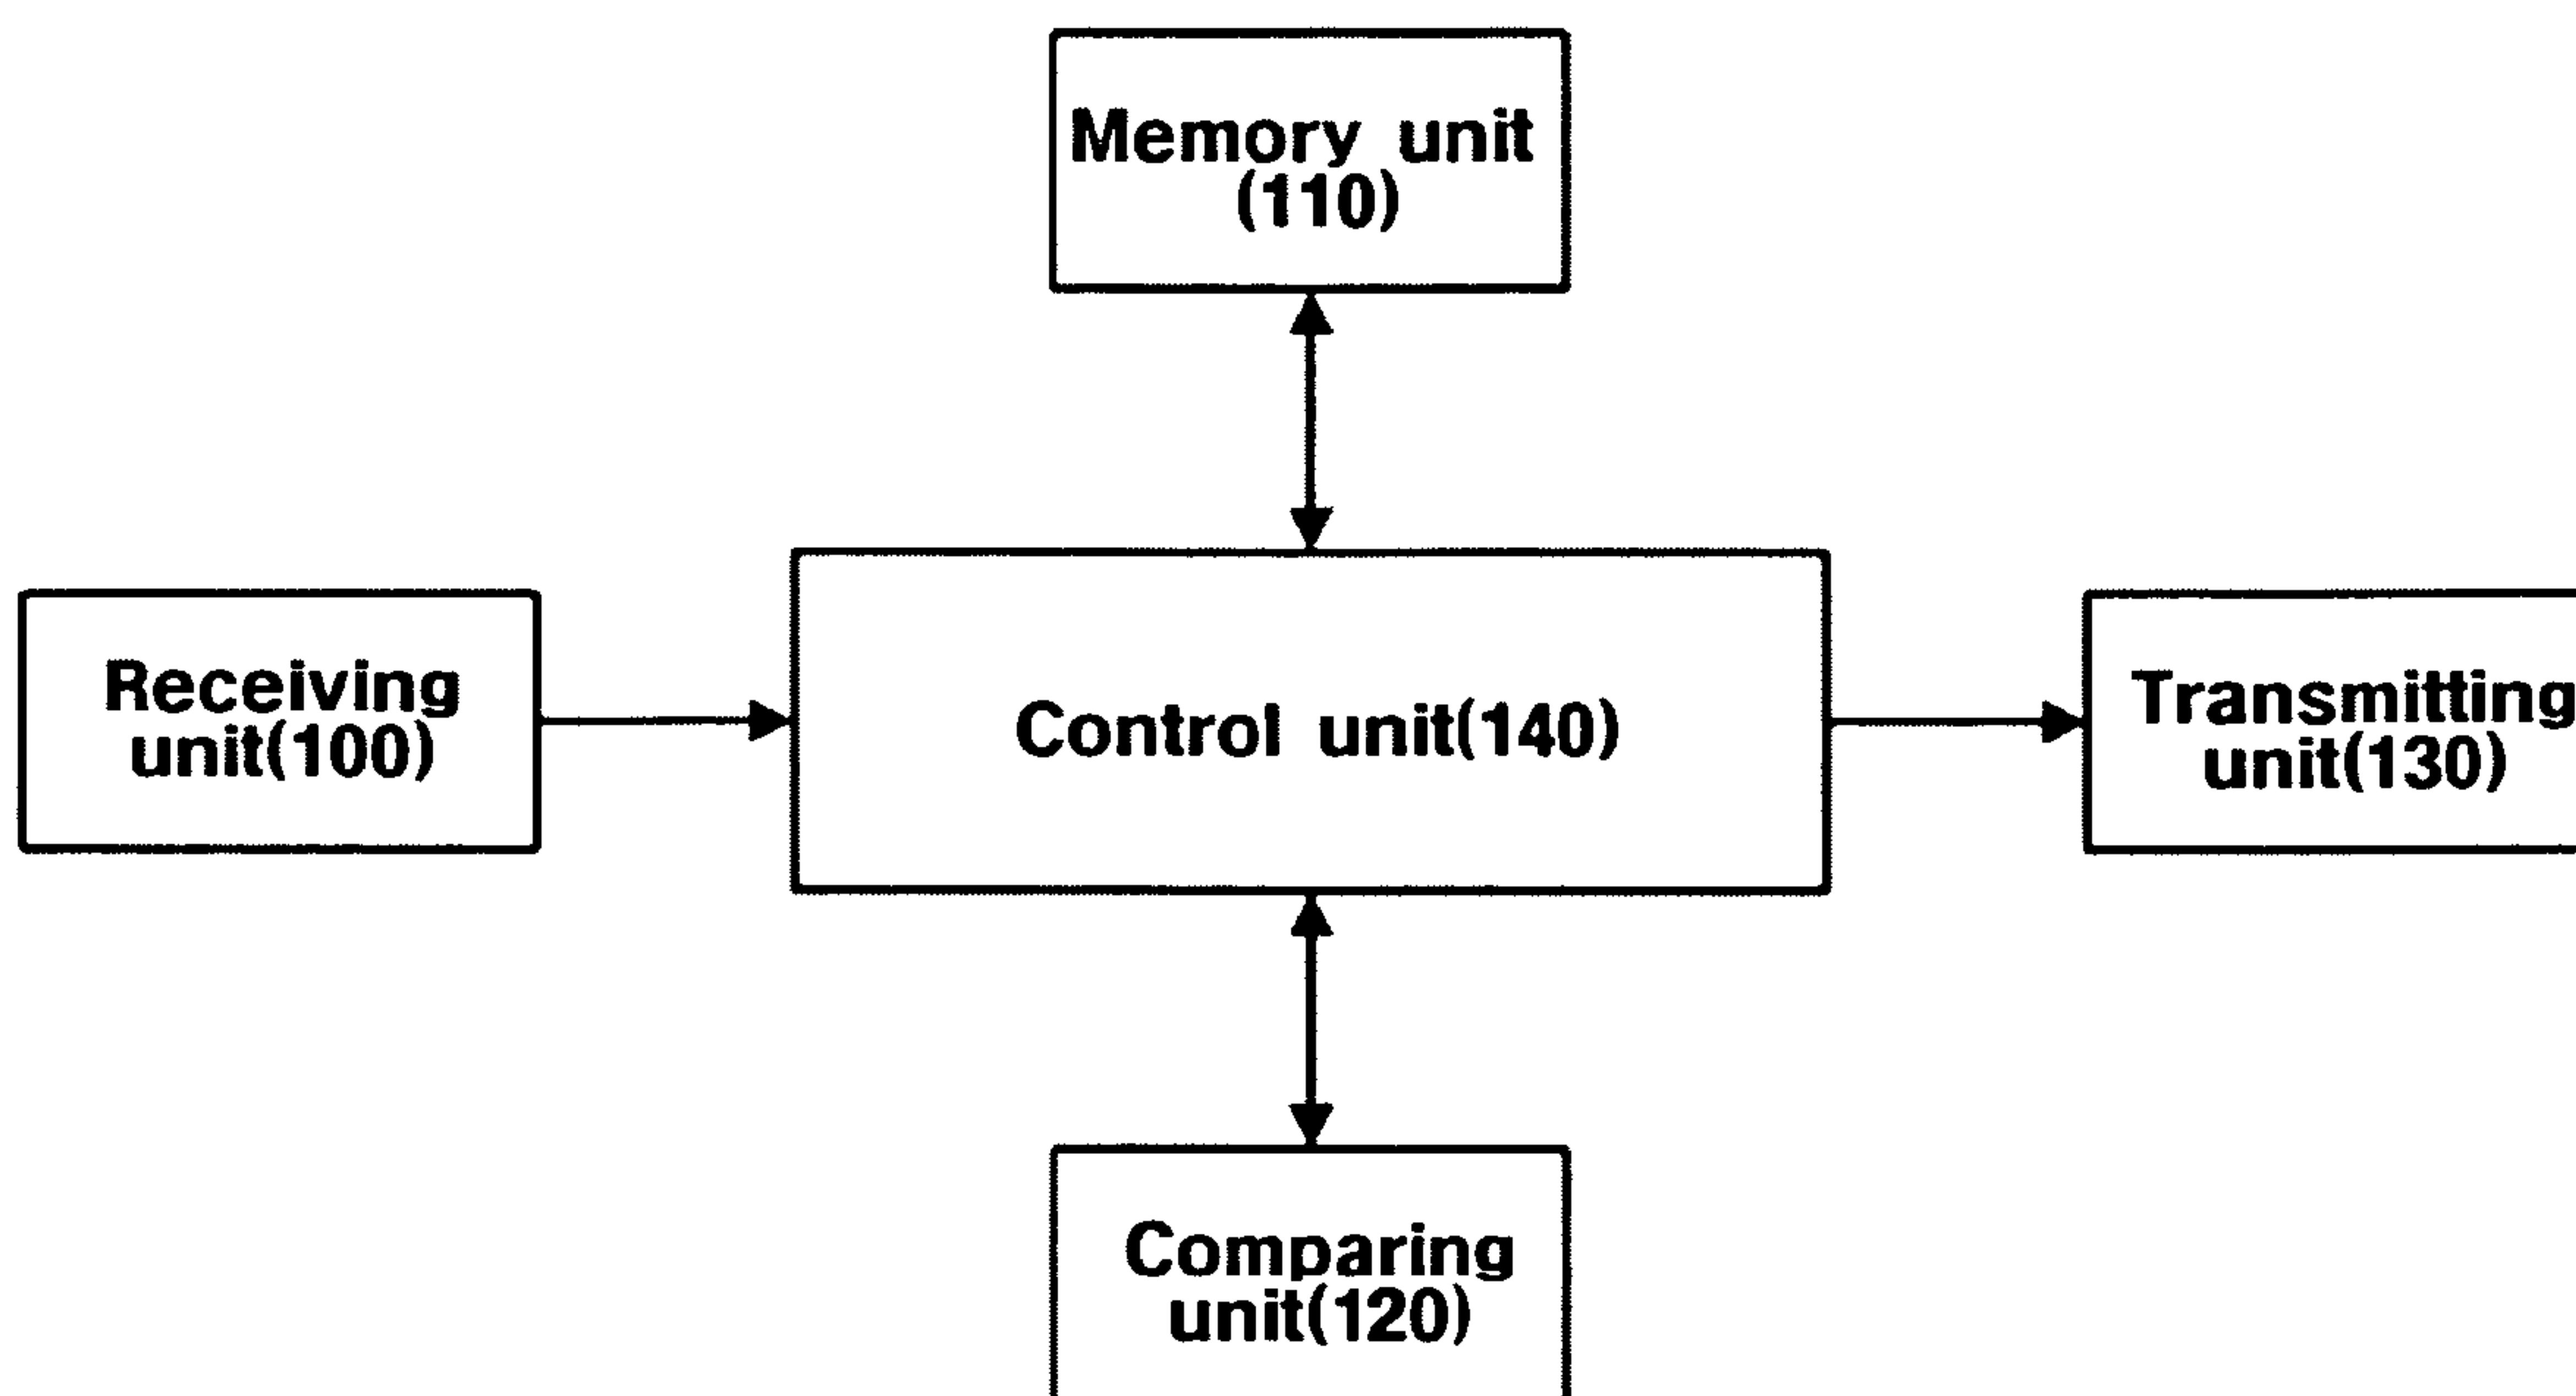 Memory unit
(110)
Receiving
unit(100)
Control unit(140)
Transmitting
unit(130)
Comparing
unit(120)